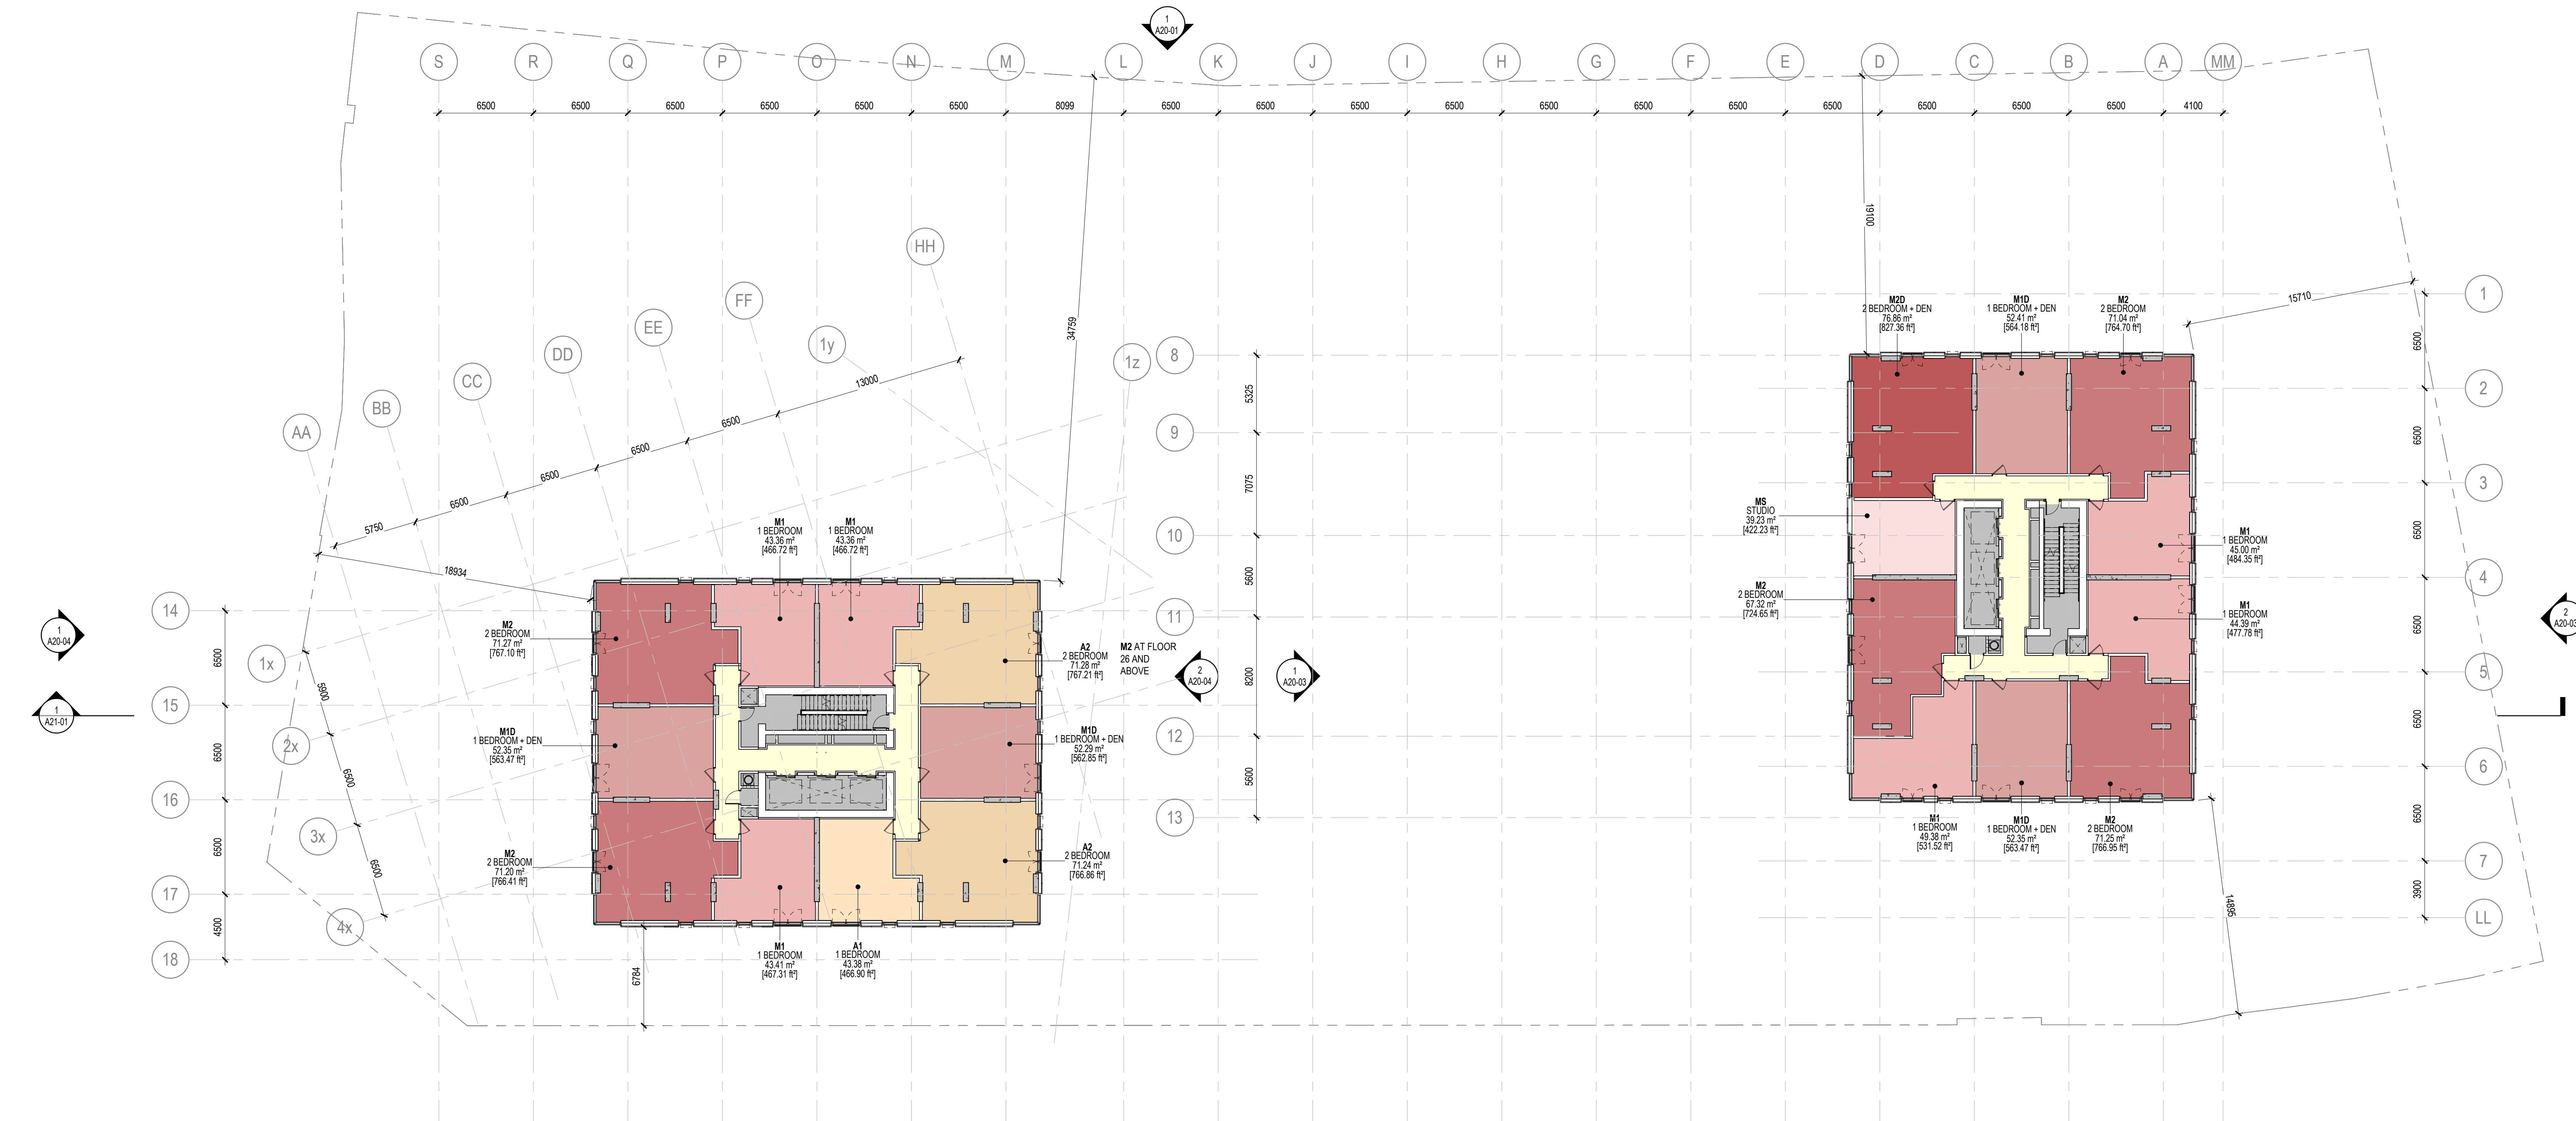 1
A20-01
S
R
Q
P
O
N
M
L
K
J
I
H
G
F
E
D
C
B
A
MM
6500
6500
6500
6500
6500
6500
8099
6500
6500
6500
6500
6500
6500
6500
6500
6500
6500
6500
4100
34759
19100
15710
HH
FF
EE
DD
CC
BB
AA
1y
1z
13000
6500
6500
6500
6500
5750
18934
8
9
10
11
12
13
5325
7075
5600
8200
5600
1
2
3
4
5
6
7
LL
6500
6500
6500
6500
6500
6500
3900
14895
M2D
2 BEDROOM + DEN
76.86 m²
[827.36 ft²]
M1D
1 BEDROOM + DEN
52.41 m²
[564.18 ft²]
M2
2 BEDROOM
71.04 m²
[764.70 ft²]
MS
STUDIO
39.23 m²
[422.23 ft²]
M1
1 BEDROOM
45.00 m²
[484.35 ft²]
M2
2 BEDROOM
67.32 m²
[724.65 ft²]
M1
1 BEDROOM
44.39 m²
[477.78 ft²]
M1
1 BEDROOM
49.38 m²
[531.52 ft²]
M1D
1 BEDROOM + DEN
52.35 m²
[563.47 ft²]
M2
2 BEDROOM
71.25 m²
[766.95 ft²]
M1
1 BEDROOM
43.36 m²
[466.72 ft²]
M1
1 BEDROOM
43.36 m²
[466.72 ft²]
M2
2 BEDROOM
71.27 m²
[767.10 ft²]
A2
2 BEDROOM
71.28 m²
[767.21 ft²]
M2 AT FLOOR
26 AND
ABOVE
M1D
1 BEDROOM + DEN
52.35 m²
[563.47 ft²]
M1D
1 BEDROOM + DEN
52.29 m²
[562.85 ft²]
M2
2 BEDROOM
71.20 m²
[766.41 ft²]
A2
2 BEDROOM
71.24 m²
[766.86 ft²]
M1
1 BEDROOM
43.41 m²
[467.31 ft²]
A1
1 BEDROOM
43.38 m²
[466.90 ft²]
14
15
16
17
18
6500
6500
6500
4500
1x
2x
3x
4x
5900
6500
6500
6784
1
A20-04
1
A21-01
2
A20-04
1
A20-03
2
A20-03